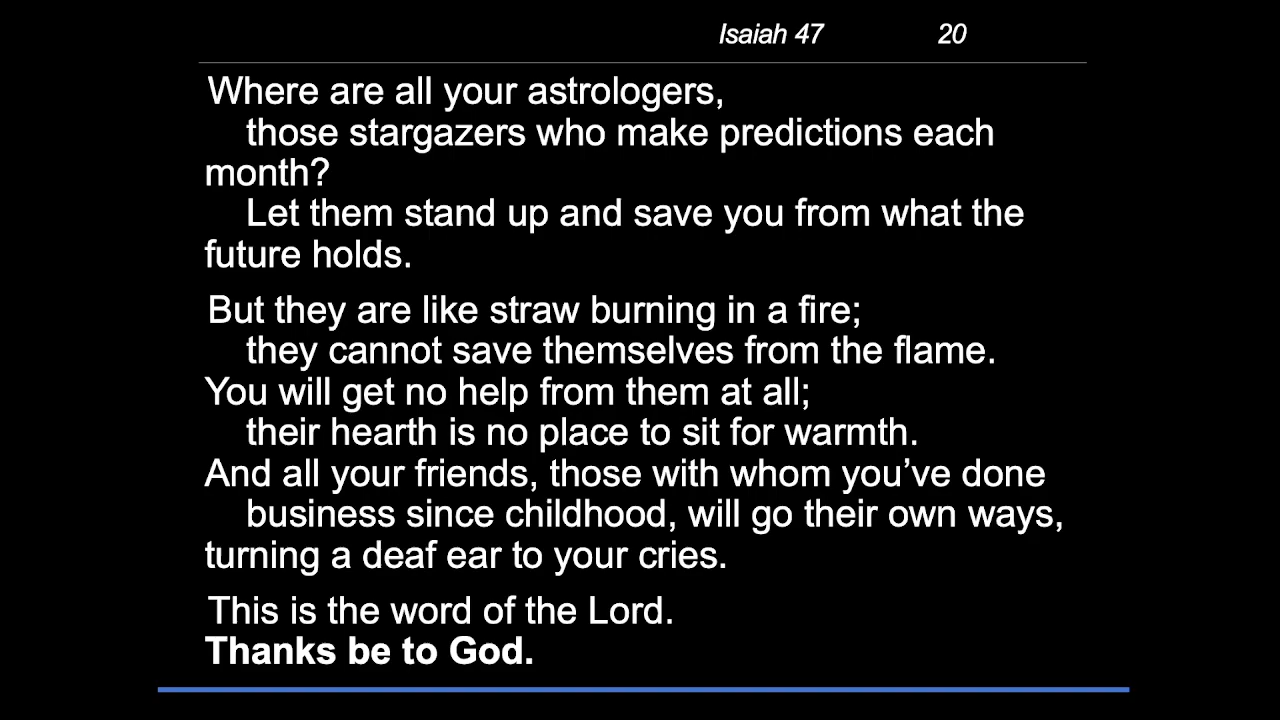 Isaiah 47 20
Where are all your astrologers,
those stargazers who make predictions each
month?
Let them stand up and save you from what the
future holds.
But they are like straw burning in a fire;
they cannot save themselves from the flame.
You will get no help from them at all;
their hearth is no place to sit for warmth.
And all your friends, those with whom you’ve done
business since childhood, will go their own ways,
turning a deaf ear to your cries.
This is the word of the Lord.
Thanks be to God.